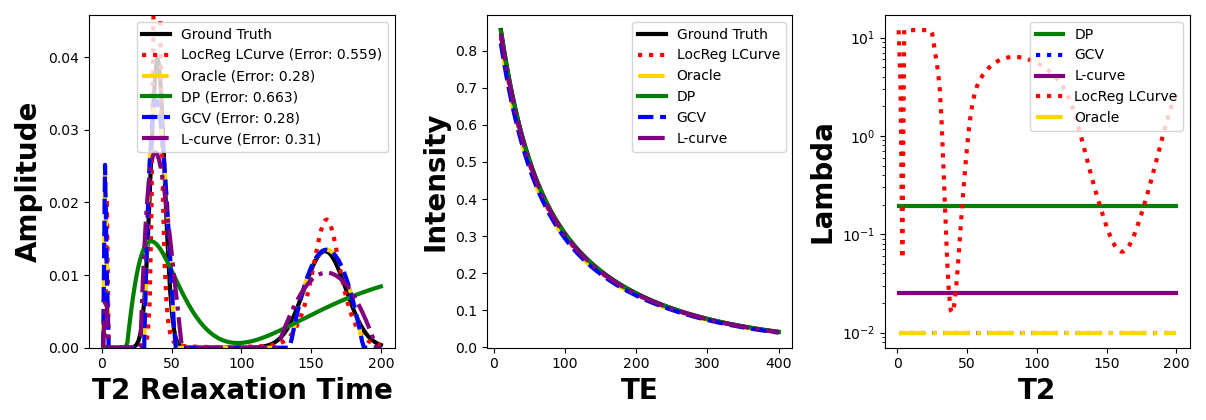 Amplitude
0.04
0.03
0.02
0.01
0.00
Ground Truth
LocReg LCurve (Error: 0.559)
Oracle (Error: 0.28)
DP (Error: 0.663)
GCV (Error: 0.28)
L-curve (Error: 0.31)
0 50 100 150 200
T2 Relaxation Time
Intensity
0.8
0.7
0.6
0.5
0.4
0.3
0.2
0.1
0.0
Ground Truth
LocReg LCurve
Oracle
DP
GCV
L-curve
0 100 200 300 400
TE
Lambda
10¹
10⁰
10⁻¹
10⁻²
DP
GCV
L-curve
LocReg LCurve
Oracle
0 50 100 150 200
T2